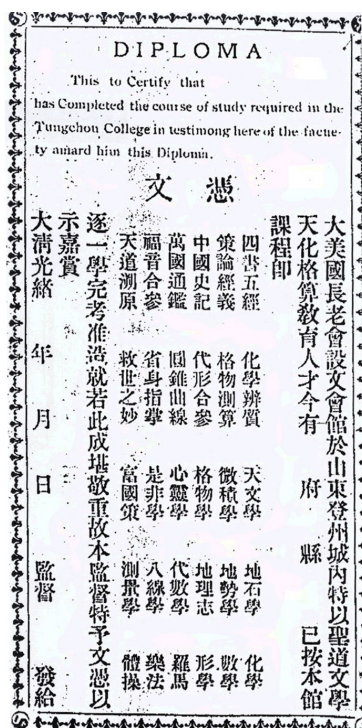 DIPLOMA
This to Certify that
has Completed the course of study required in the
Tungchou College in testimong here of the facue-
ty amard him this Diploma.
文 憑
大美國長老會設文會館於山東登州城內特以聖道文學
天化格算教育人才今有 府 縣 已按本館
課程即
四書五經 化學辨質 天文學 地石學 化學
策論經義 格物測算 微積學 地勢學 數學
中國史記 代形合參 格物學 地理志 形學
萬國通鑑 圓錐曲線 心靈學 代數學 羅馬
福音合參 省身指掌 是非學 八線學 樂法
天道溯原 救世之妙 富國策 測量學 體操
逐一學完考准造就若此成堪敬重故本監督特予文憑以
示嘉賞
大清光緒 年 月 日 監督 發給